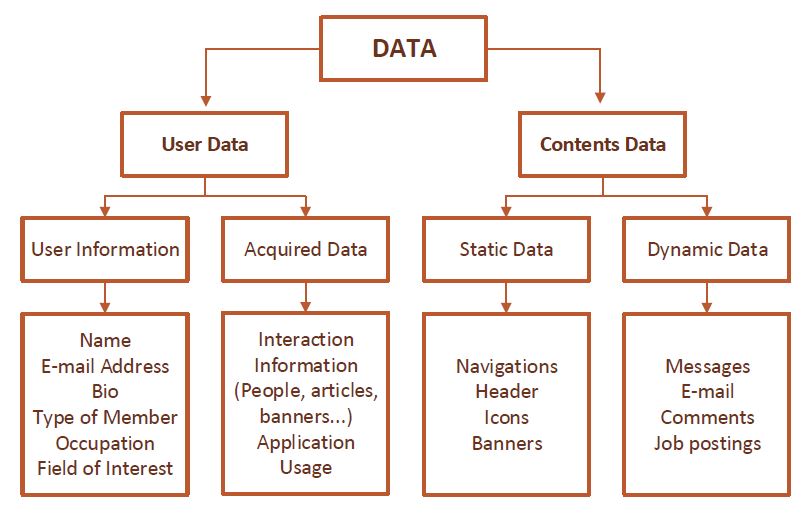 DATA
User Data
Contents Data
User Information
Acquired Data
Static Data
Dynamic Data
Name
E-mail Address
Bio
Type of Member
Occupation
Field of Interest
Interaction
Information
(People, articles,
banners...)
Application
Usage
Navigations
Header
Icons
Banners
Messages
E-mail
Comments
Job postings